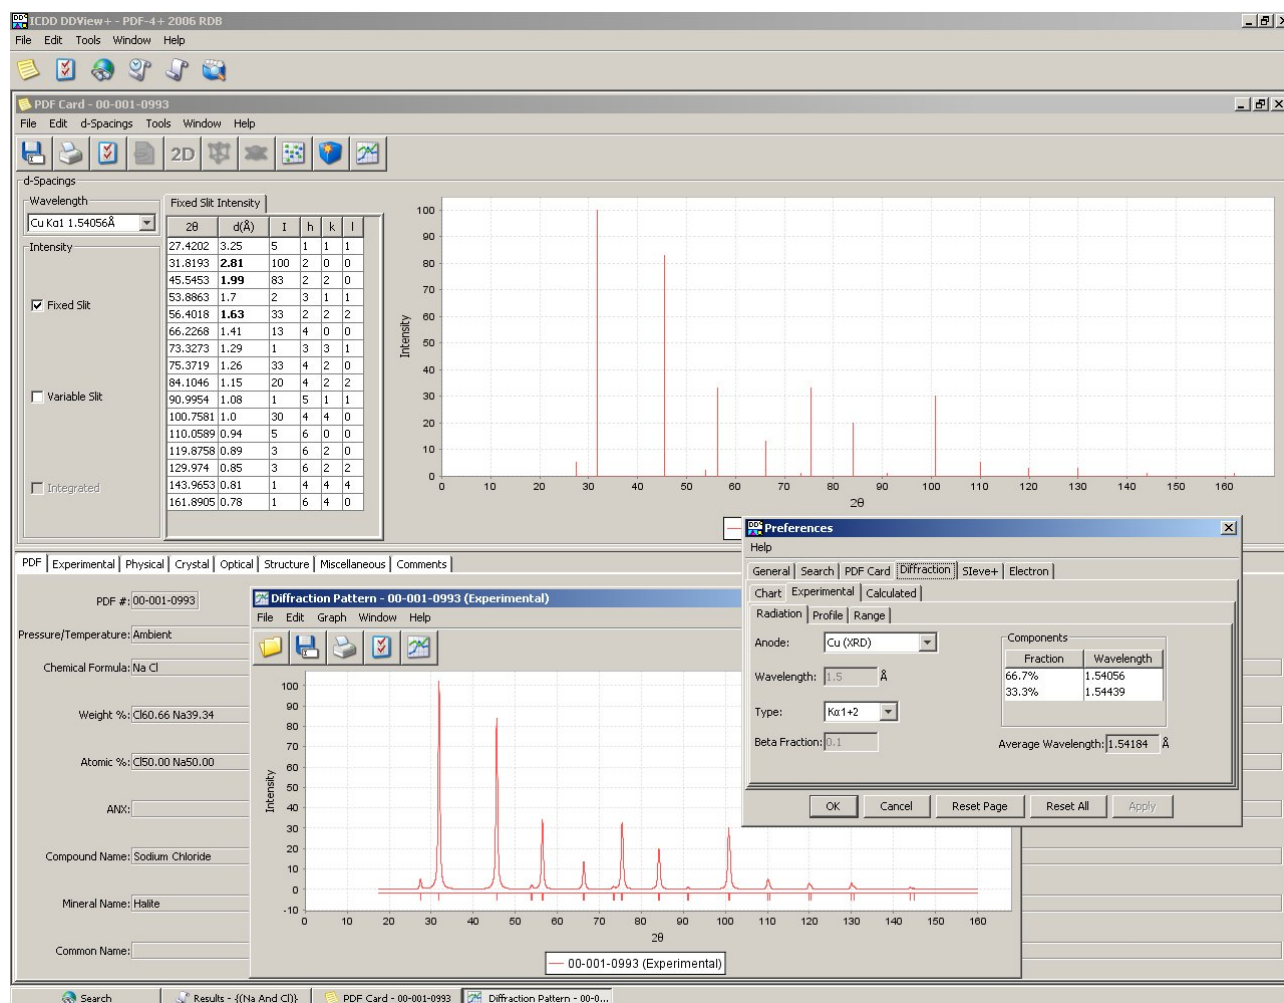 ICDD DDView+ - PDF-4+ 2006 RDB
File Edit Tools Window Help
PDF Card - 00-001-0993
File Edit d-Spacings Tools Window Help
2D
d-Spacings
Wavelength
Cu Kα1 1.54056Å
Intensity
Fixed Slit
Variable Slit
Integrated
Fixed Slit Intensity
2θ d(Å) I h k l
27.4202 3.25 5 1 1 1
31.8193 2.81 100 2 0 0
45.5453 1.99 83 2 2 0
53.8863 1.7 2 3 1 1
56.4018 1.63 33 2 2 2
66.2268 1.41 13 4 0 0
73.3273 1.29 1 3 3 1
75.3719 1.26 33 4 2 0
84.1046 1.15 20 4 2 2
90.9954 1.08 1 5 1 1
100.7581 1.0 30 4 4 0
110.0589 0.94 5 6 0 0
119.8758 0.89 3 6 2 0
129.974 0.85 3 6 2 2
143.9653 0.81 1 4 4 4
161.8905 0.78 1 6 4 0
Intensity
100
90
80
70
60
50
40
30
20
10
0
0 10 20 30 40 50 60 70 80 90 100 110 120 130 140 150 160
2θ
PDF Experimental Physical Crystal Optical Structure Miscellaneous Comments
PDF #: 00-001-0993
Pressure/Temperature: Ambient
Chemical Formula: Na Cl
Weight %: Cl60.66 Na39.34
Atomic %: Cl50.00 Na50.00
ANX:
Compound Name: Sodium Chloride
Mineral Name: Halite
Common Name:
Diffraction Pattern - 00-001-0993 (Experimental)
File Edit Graph Window Help
Intensity
100
90
80
70
60
50
40
30
20
10
0
-10
0 10 20 30 40 50 60 70 80 90 100 110 120 130 140 150 160
2θ
00-001-0993 (Experimental)
Preferences
Help
General Search PDF Card Diffraction SIeve+ Electron
Chart Experimental Calculated
Radiation Profile Range
Anode: Cu (XRD)
Wavelength: 1.5 Å
Type: Kα1+2
Beta Fraction: 0.1
Components
Fraction Wavelength
66.7% 1.54056
33.3% 1.54439
Average Wavelength: 1.54184 Å
OK Cancel Reset Page Reset All Apply
Search Results - {(Na And Cl)} PDF Card - 00-001-0993 Diffraction Pattern - 00-0...